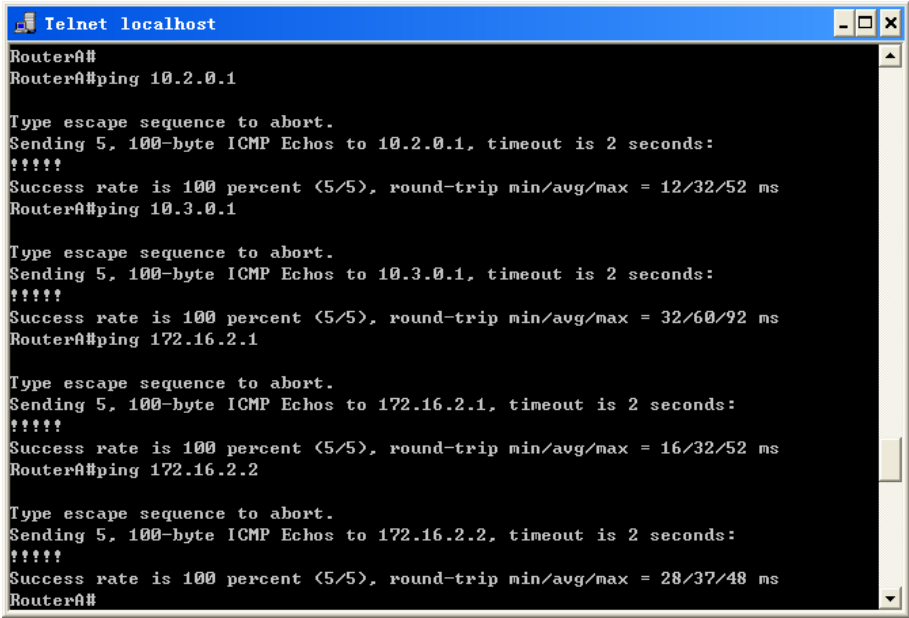 Telnet localhost
RouterA#
RouterA#ping 10.2.0.1
Type escape sequence to abort.
Sending 5, 100-byte ICMP Echos to 10.2.0.1, timeout is 2 seconds:
!!!!!
Success rate is 100 percent (5/5), round-trip min/avg/max = 12/32/52 ms
RouterA#ping 10.3.0.1
Type escape sequence to abort.
Sending 5, 100-byte ICMP Echos to 10.3.0.1, timeout is 2 seconds:
!!!!!
Success rate is 100 percent (5/5), round-trip min/avg/max = 32/60/92 ms
RouterA#ping 172.16.2.1
Type escape sequence to abort.
Sending 5, 100-byte ICMP Echos to 172.16.2.1, timeout is 2 seconds:
!!!!!
Success rate is 100 percent (5/5), round-trip min/avg/max = 16/32/52 ms
RouterA#ping 172.16.2.2
Type escape sequence to abort.
Sending 5, 100-byte ICMP Echos to 172.16.2.2, timeout is 2 seconds:
!!!!!
Success rate is 100 percent (5/5), round-trip min/avg/max = 28/37/48 ms
RouterA#